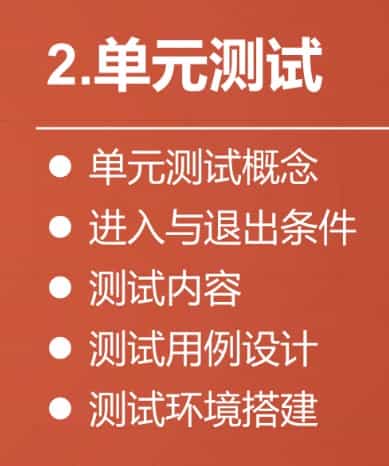 2.单元测试
● 单元测试概念
● 进入与退出条件
● 测试内容
● 测试用例设计
● 测试环境搭建